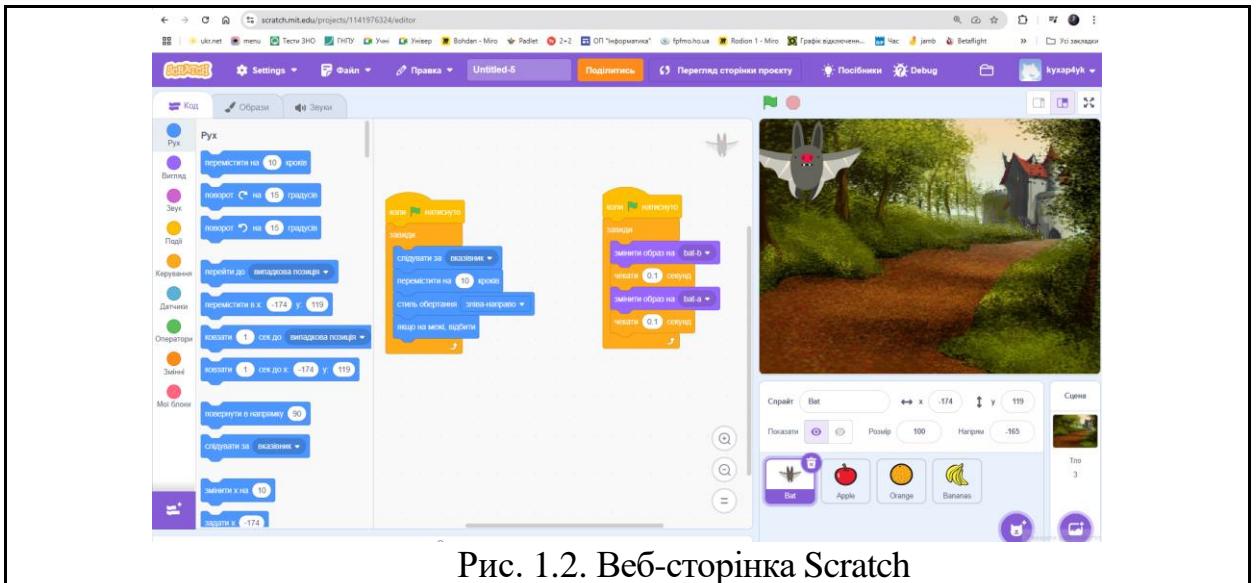 scratch.mit.edu/projects/1141976324/editor
ukr.net menu Тести ЗНО ГНПУ Учні Універ Bohdan - Miro Padlet 2÷2 ОП "Інформатика" fpfmo.ho.ua Rodion 1 - Miro Графік відключенн... Час jamb Betaflight » Усі закладки
SCRATCH Settings Файл Правка Untitled-5 Поділитись Перегляд сторінки проєкту Посібники Debug kyxap4yk
Код Образи Звуки
Рух
Вигляд
Звук
Події
Керування
Датчики
Оператори
Змінні
Мої блоки
Рух
перемістити на 10 кроків
поворот на 15 градусів
поворот на 15 градусів
перейти до випадкова позиція
перемістити в x: -174 y: 119
ковзати 1 сек до випадкова позиція
ковзати 1 сек до x: -174 y: 119
повернути в напрямку 90
слідувати за вказівник
змінити x на 10
задати x -174
коли натиснуто
завжди
слідувати за вказівник
перемістити на 10 кроків
стиль обертання зліва-направо
якщо на межі, відбити
коли натиснуто
завжди
змінити образ на bat-b
чекати 0.1 секунд
змінити образ на bat-a
чекати 0.1 секунд
Спрайт Bat x -174 y 119
Показати Розмір 100 Напрям -165
Bat Apple Orange Bananas
Сцена
Тло
3
Рис. 1.2. Веб-сторінка Scratch